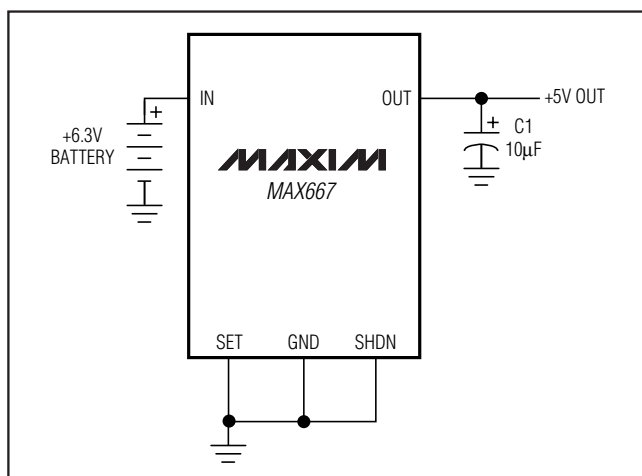 IN
OUT
+5V OUT
+
+
+6.3V
BATTERY
C1
10μF
MAXIM
MAX667
SET
GND
SHDN